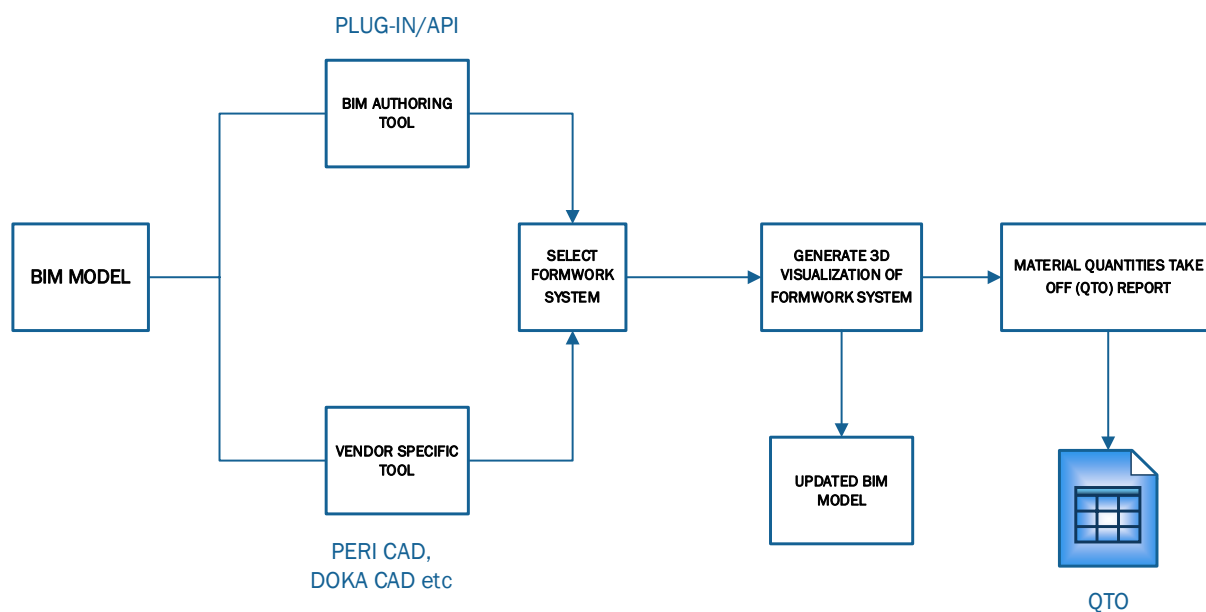 PLUG-IN/API
BIM AUTHORING
TOOL
BIM MODEL
SELECT
FORMWORK
SYSTEM
GENERATE 3D
VISUALIZATION OF
FORMWORK SYSTEM
MATERIAL QUANTITIES TAKE
OFF (QTO) REPORT
VENDOR SPECIFIC
TOOL
PERI CAD,
DOKA CAD etc
UPDATED BIM
MODEL
QTO